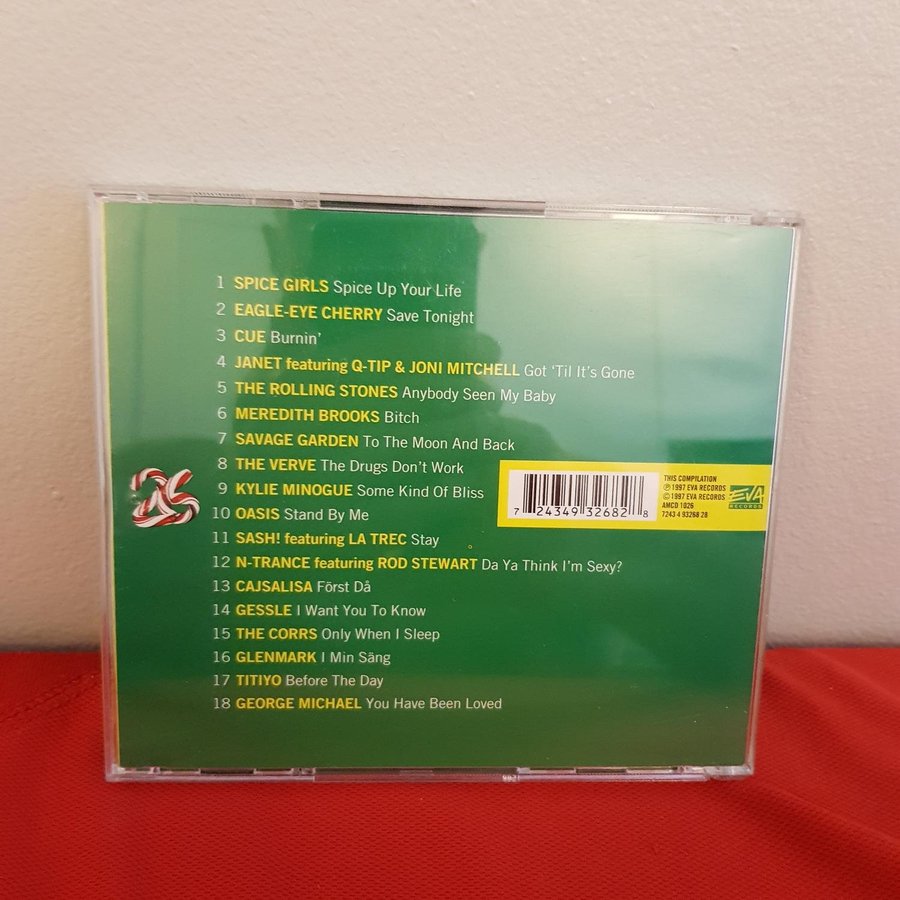 1 SPICE GIRLS Spice Up Your Life
2 EAGLE-EYE CHERRY Save Tonight
3 CUE Burnin'
4 JANET featuring Q-TIP & JONI MITCHELL Got 'Til It's Gone
5 THE ROLLING STONES Anybody Seen My Baby
6 MEREDITH BROOKS Bitch
7 SAVAGE GARDEN To The Moon And Back
8 THE VERVE The Drugs Don't Work
9 KYLIE MINOGUE Some Kind Of Bliss
10 OASIS Stand By Me
11 SASH! featuring LA TREC Stay
12 N-TRANCE featuring ROD STEWART Da Ya Think I'm Sexy?
13 CAJSALISA Först Då
14 GESSLE I Want You To Know
15 THE CORRS Only When I Sleep
16 GLENMARK I Min Säng
17 TITIYO Before The Day
18 GEORGE MICHAEL You Have Been Loved
26
7 24349 32682 8
THIS COMPILATION
℗ 1997 EVA RECORDS
© 1997 EVA RECORDS
AMCD 1026
7243 4 93268 28
EVA
RECORDS